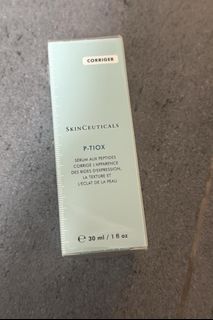 CORRIGER
SKINCEUTICALS
P-TIOX
SÉRUM AUX PEPTIDES
CORRIGE L'APPARENCE
DES RIDES D'EXPRESSION,
LA TEXTURE ET
L'ÉCLAT DE LA PEAU
℮ 30 ml / 1 fl oz